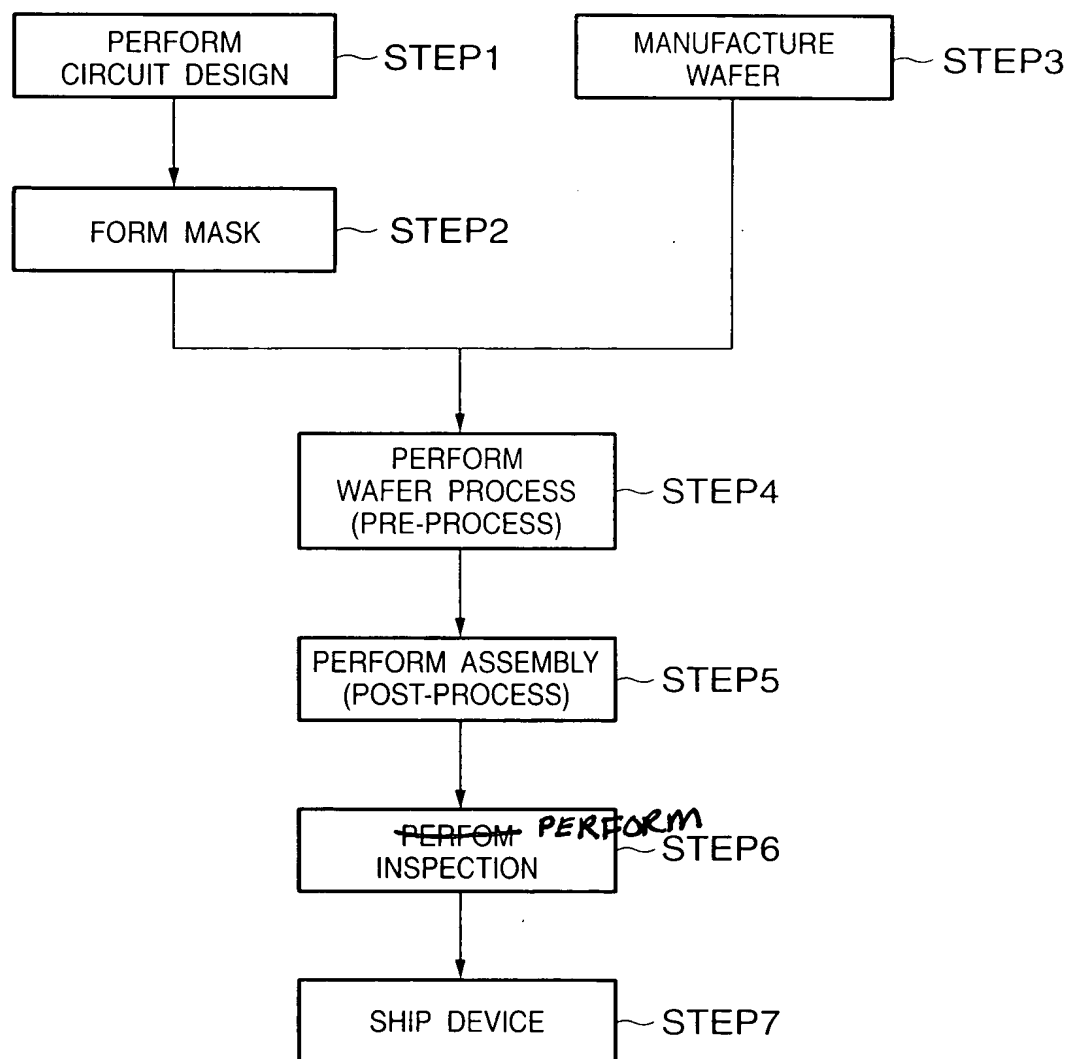 PERFORM
CIRCUIT DESIGN
STEP1
MANUFACTURE
WAFER
STEP3
FORM MASK
STEP2
PERFORM
WAFER PROCESS
(PRE-PROCESS)
STEP4
PERFORM ASSEMBLY
(POST-PROCESS)
STEP5
PERFOM PERFORM
INSPECTION
STEP6
SHIP DEVICE
STEP7